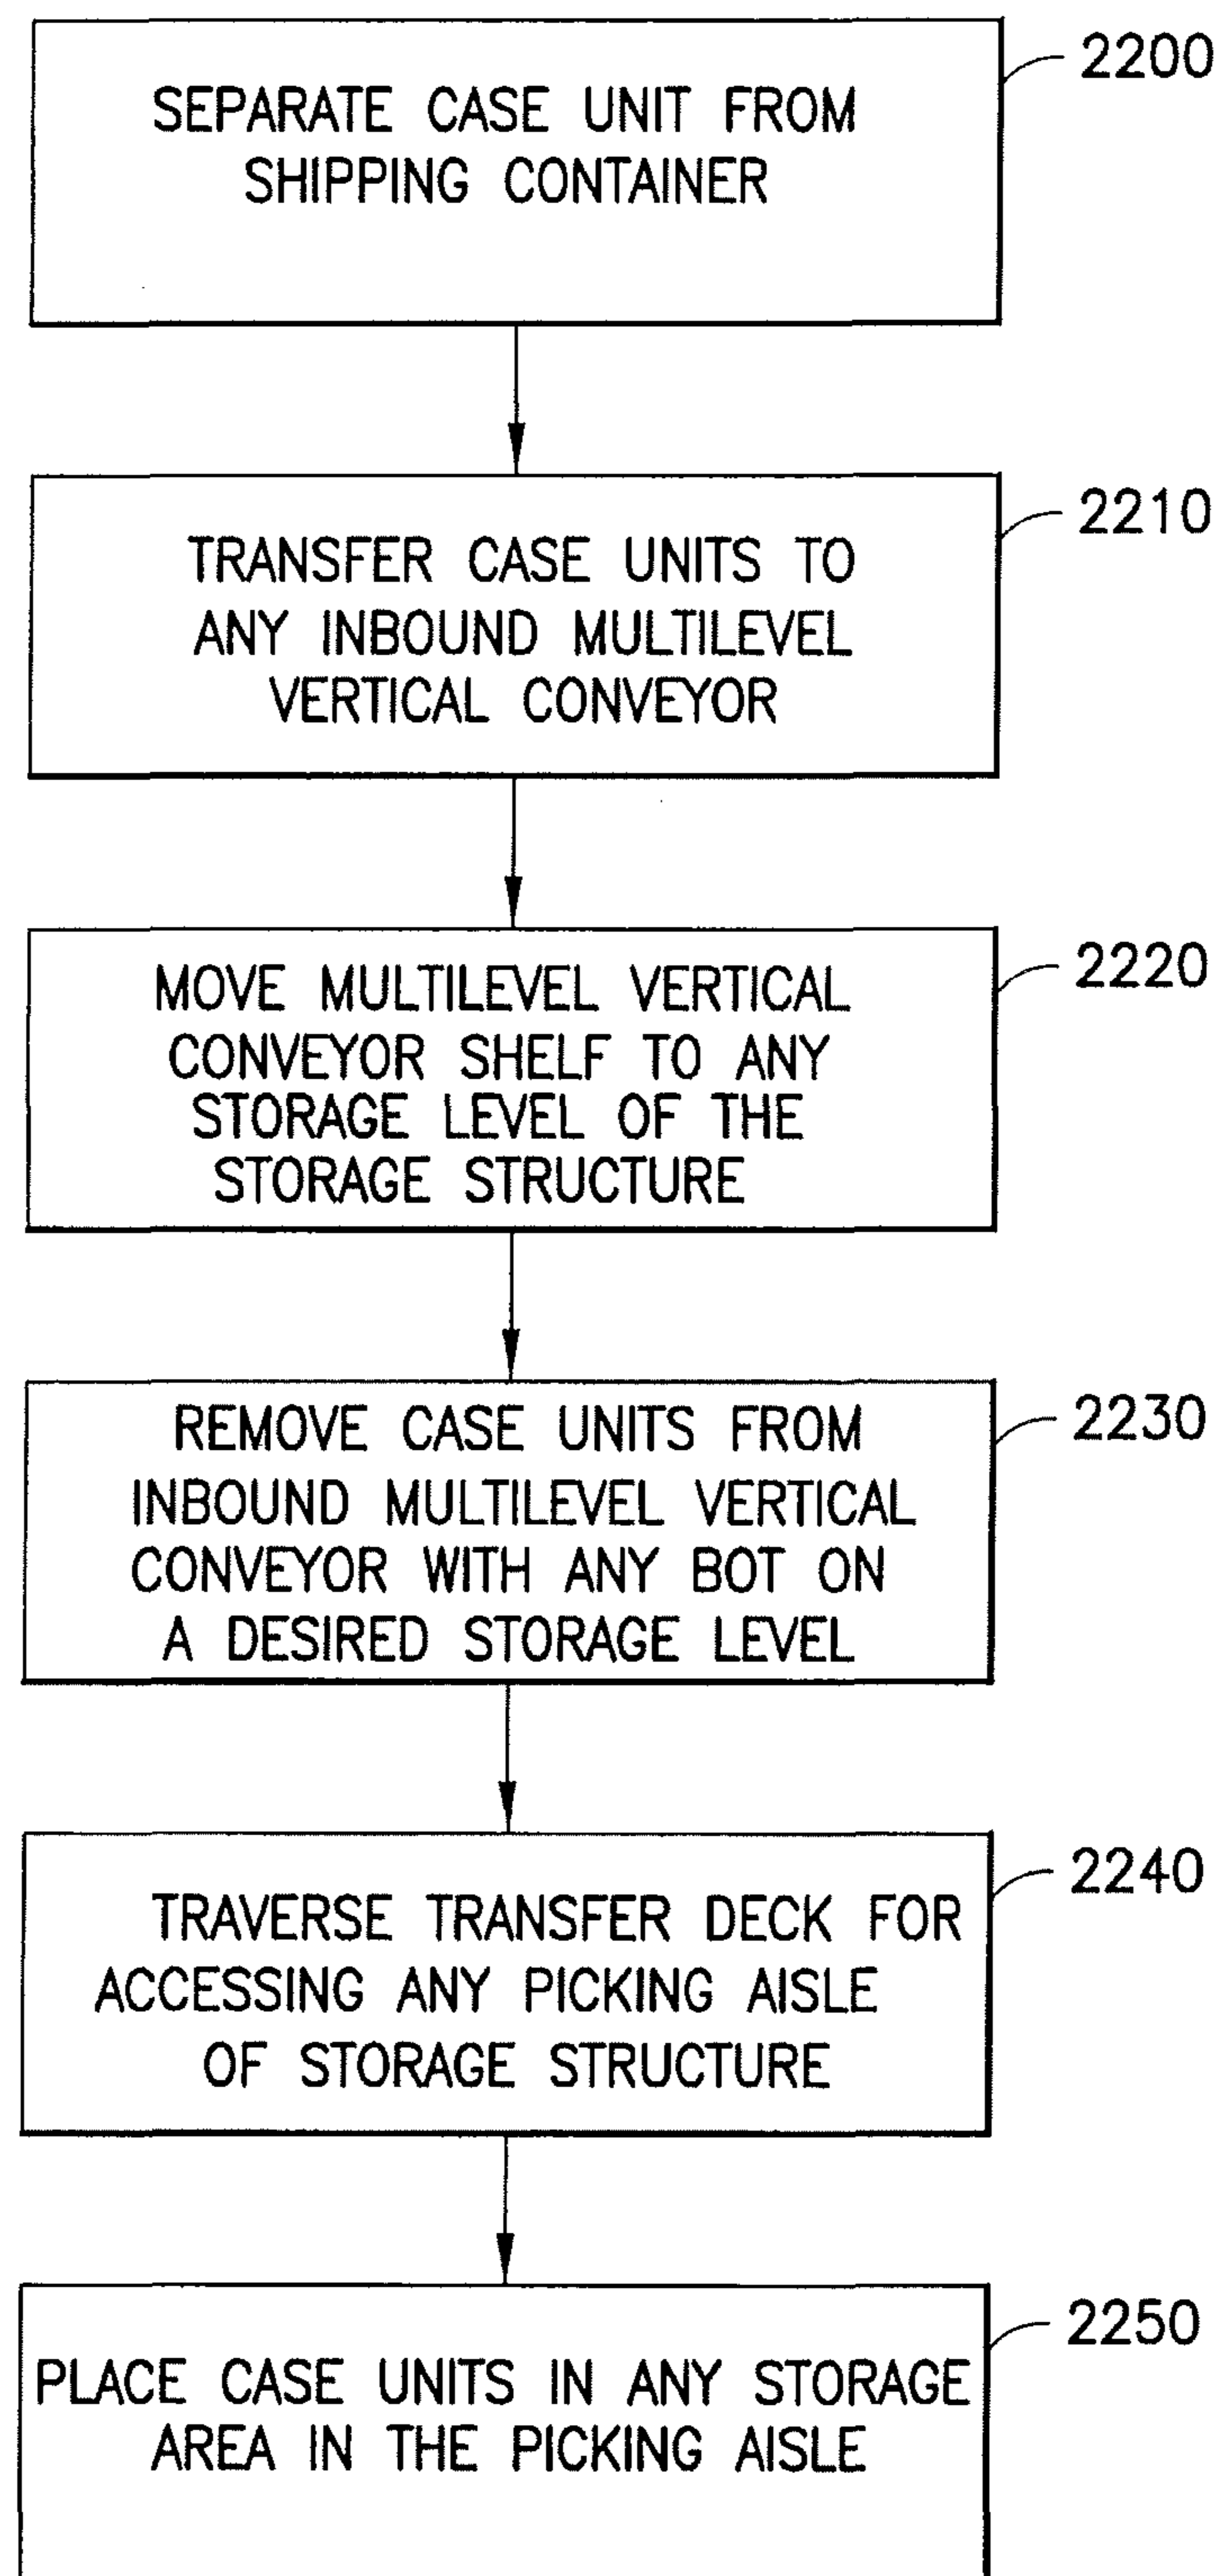 2200
SEPARATE CASE UNIT FROM
SHIPPING CONTAINER
2210
TRANSFER CASE UNITS TO
ANY INBOUND MULTILEVEL
VERTICAL CONVEYOR
2220
MOVE MULTILEVEL VERTICAL
CONVEYOR SHELF TO ANY
STORAGE LEVEL OF THE
STORAGE STRUCTURE
2230
REMOVE CASE UNITS FROM
INBOUND MULTILEVEL VERTICAL
CONVEYOR WITH ANY BOT ON
A DESIRED STORAGE LEVEL
2240
TRAVERSE TRANSFER DECK FOR
ACCESSING ANY PICKING AISLE
OF STORAGE STRUCTURE
2250
PLACE CASE UNITS IN ANY STORAGE
AREA IN THE PICKING AISLE